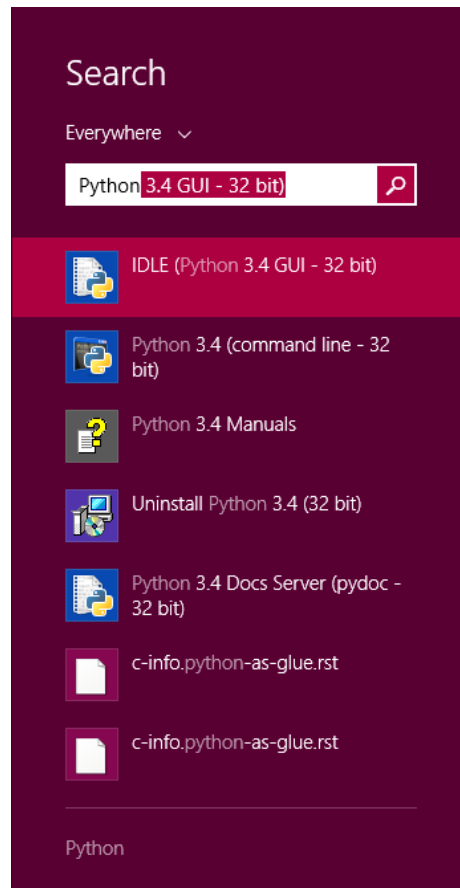 Search
Everywhere
Python 3.4 GUI - 32 bit)
IDLE (Python 3.4 GUI - 32 bit)
Python 3.4 (command line - 32
bit)
Python 3.4 Manuals
Uninstall Python 3.4 (32 bit)
Python 3.4 Docs Server (pydoc -
32 bit)
c-info.python-as-glue.rst
c-info.python-as-glue.rst
Python